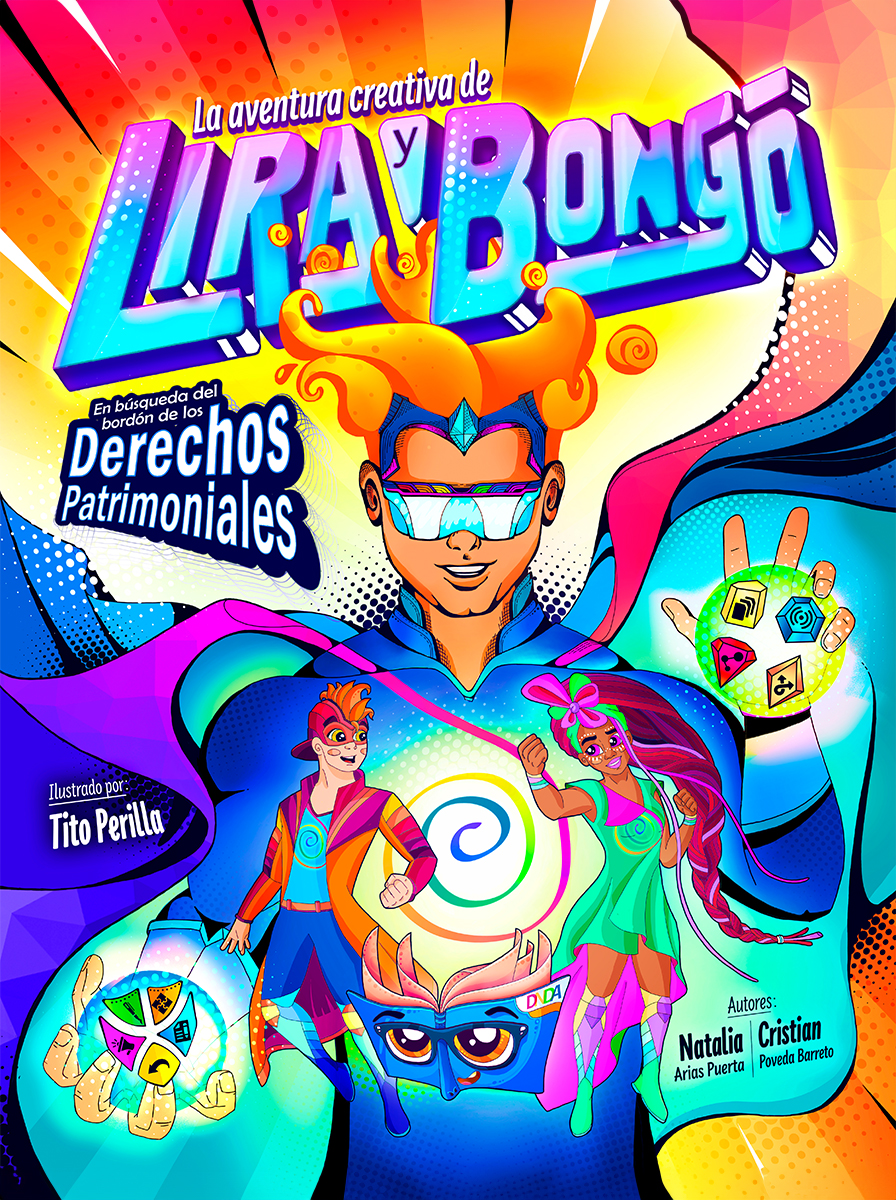 La aventura creativa de
LIRA y BONGÓ
En búsqueda del
bordón de los
Derechos
Patrimoniales
Ilustrado por:
Tito Perilla
DNDA
Autores:
Natalia
Arias Puerta
Cristian
Poveda Barreto